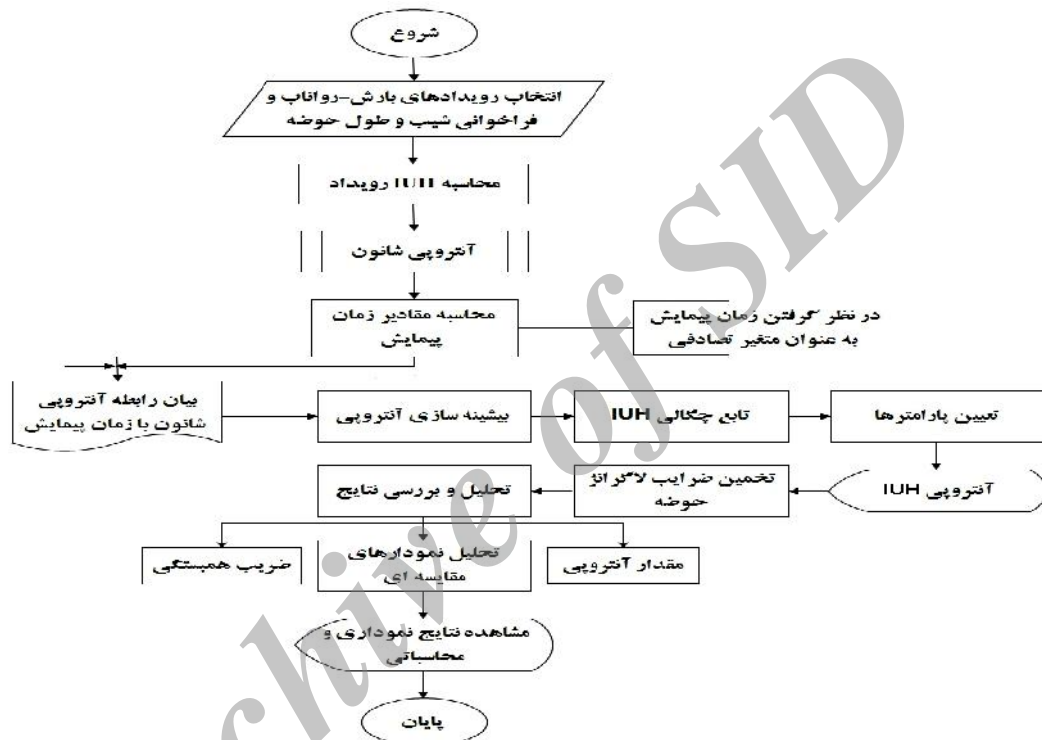 شروع
انتخاب رویدادهای بارش-رواناب و
فراخوانی شیب و طول حوضه
محاسبه IUH رویداد
آنتروپی شانون
محاسبه مقادیر زمان
پیمایش
در نظر گرفتن زمان پیمایش
به عنوان متغیر تصادفی
بیان رابطه آنتروپی
شانون با زمان پیمایش
بیشینه سازی آنتروپی
تابع چگالی IUH
تعیین پارامترها
آنتروپی IUH
تخمین ضرایب لاگرانژ
حوضه
تحلیل و بررسی نتایج
مقدار آنتروپی
تحلیل نمودارهای
مقایسه ای
ضریب همبستگی
مشاهده نتایج نموداری و
محاسباتی
پایان
chive of SID